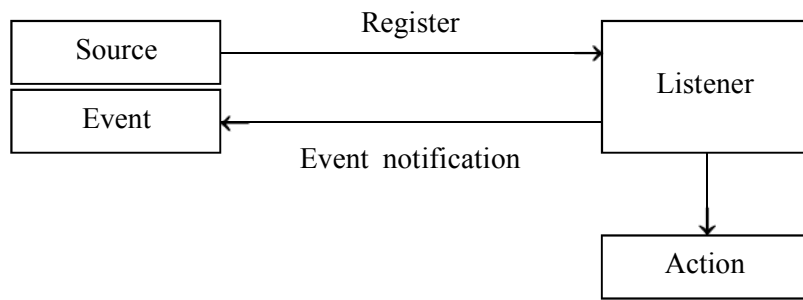 Register
Source
Listener
Event
Event notification
Action